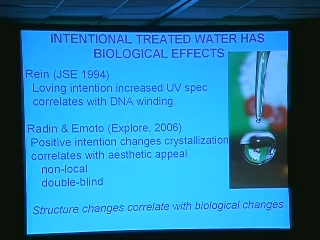 INTENTIONAL TREATED WATER HAS
BIOLOGICAL EFFECTS
Rein (JSE 1994)
Loving intention increased UV spec
correlates with DNA winding
Radin & Emoto (Explore, 2006)
Positive intention changes crystallization
correlates with aesthetic appeal
non-local
double-blind
Structure changes correlate with biological changes